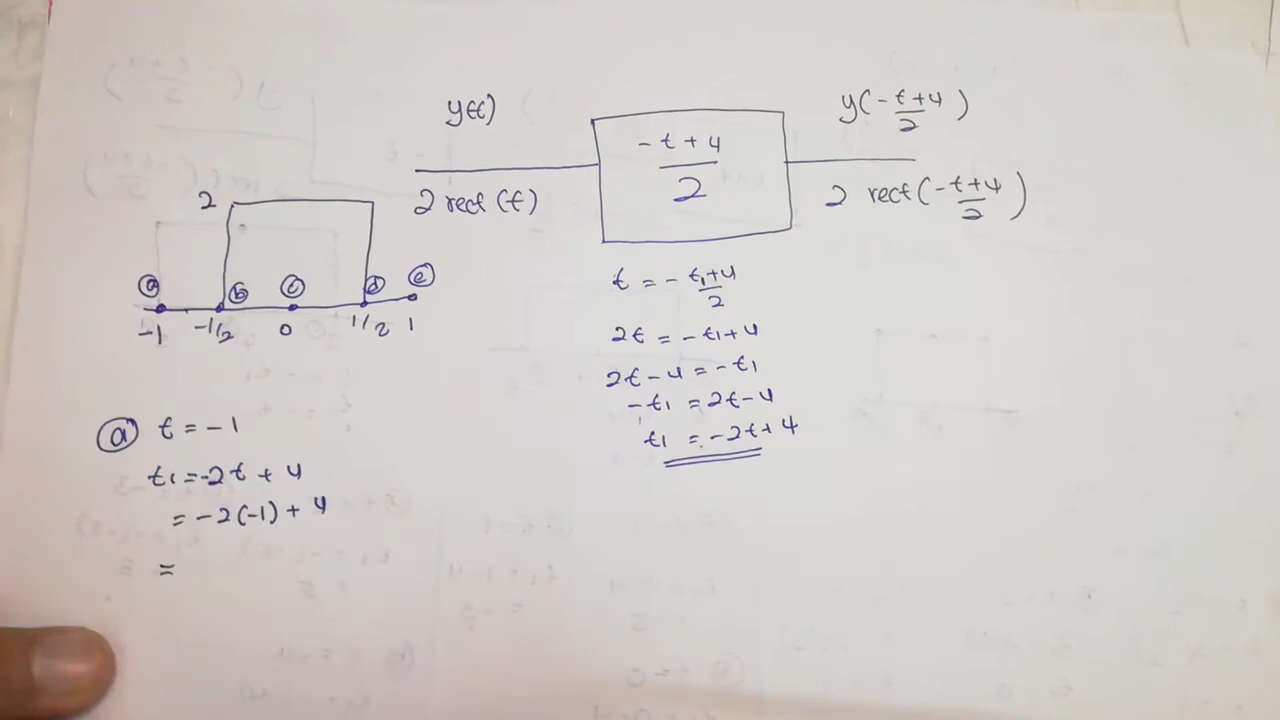 y(t)
-t+4/2
y(-t+4/2)
2 rect(t)
2 rect(-t+4/2)
2
ⓐ ⓑ ⓒ ⓓ ⓔ
-1 -1/2 0 1/2 1
t = -t1+4/2
2t = -t1+4
2t-4 = -t1
-t1 = 2t-4
t1 = -2t+4
ⓐ t = -1
t1 = -2t + 4
= -2(-1) + 4
=